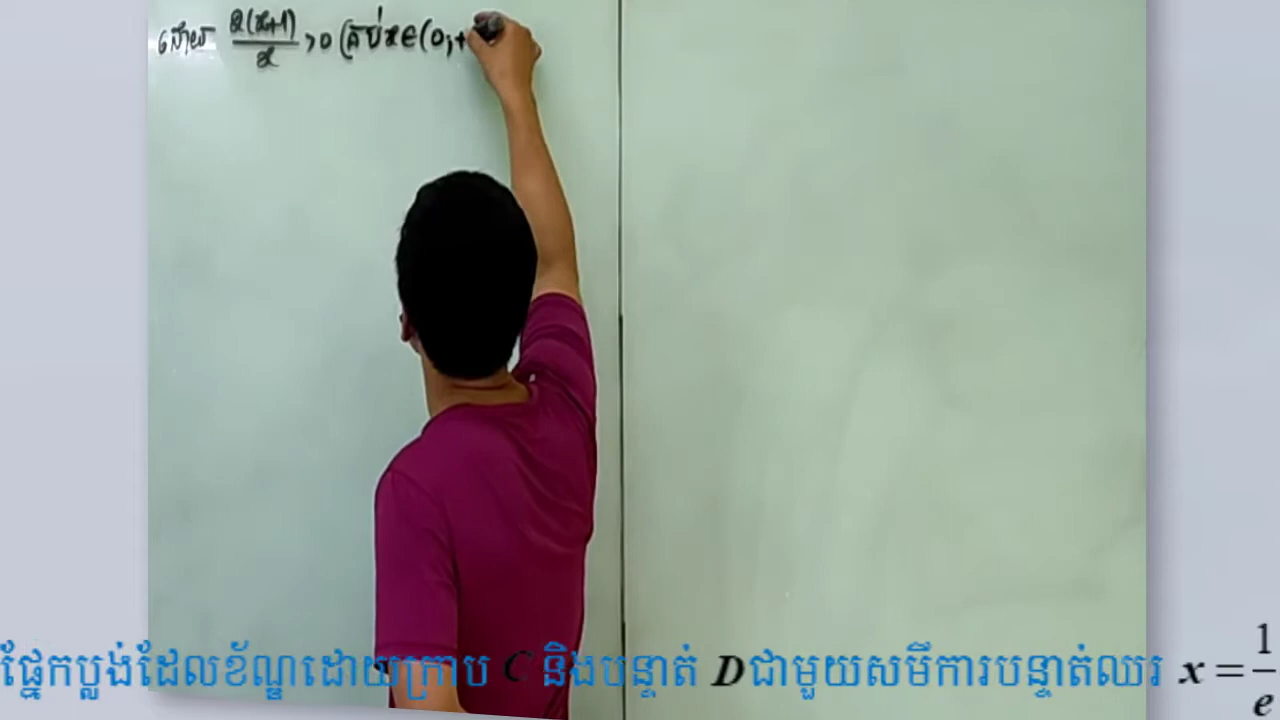 ដោយ 2(x+1)/x > 0 គ្រប់ x∈(0;+
ផ្ទៃកប្លង់ដែលខ័ណ្ឌដោយក្រាប C និងបន្ទាត់ D ជាមួយសមីការបន្ទាត់ឈរ x = 1/e